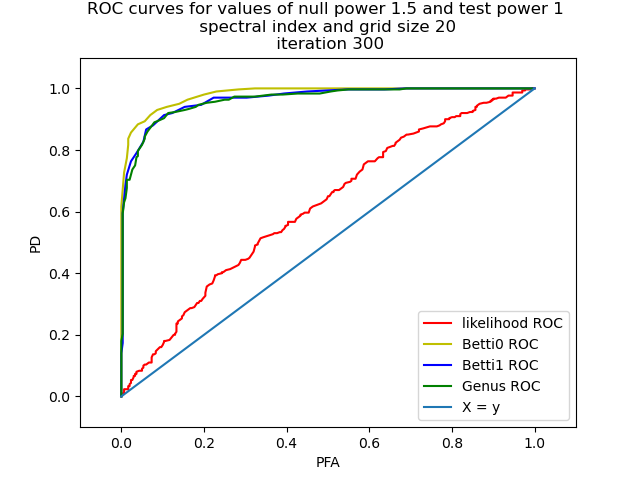 ROC curves for values of null power 1.5 and test power 1
spectral index and grid size 20
iteration 300
1.0
0.8
0.6
0.4
0.2
0.0
PD
likelihood ROC
Betti0 ROC
Betti1 ROC
Genus ROC
X = y
0.0 0.2 0.4 0.6 0.8 1.0
PFA